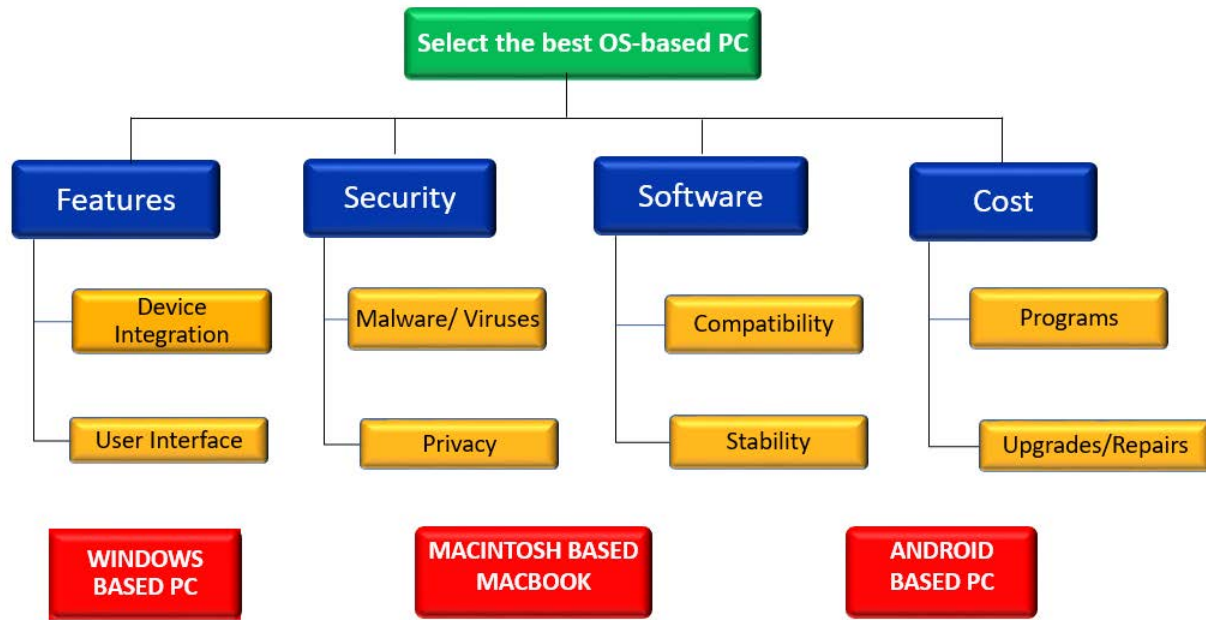 Select the best OS-based PC
Features
Security
Software
Cost
Device
Integration
Malware/ Viruses
Compatibility
Programs
User Interface
Privacy
Stability
Upgrades/Repairs
WINDOWS
BASED PC
MACINTOSH BASED
MACBOOK
ANDROID
BASED PC